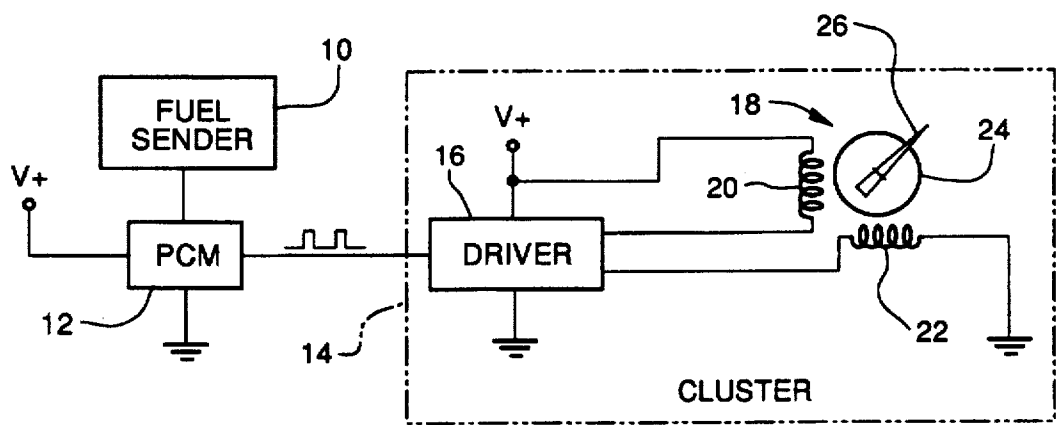 10
FUEL
SENDER
V+
PCM
12
14
16
V+
DRIVER
18
20
22
24
26
CLUSTER